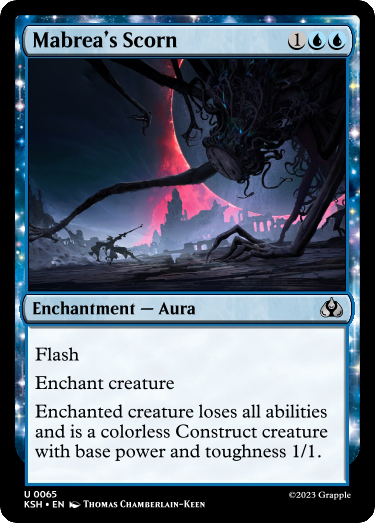 Mabrea's Scorn 1
Enchantment — Aura
Flash
Enchant creature
Enchanted creature loses all abilities
and is a colorless Construct creature
with base power and toughness 1/1.
U 0065
KSH • EN Thomas Chamberlain-Keen
©2023 Grapple